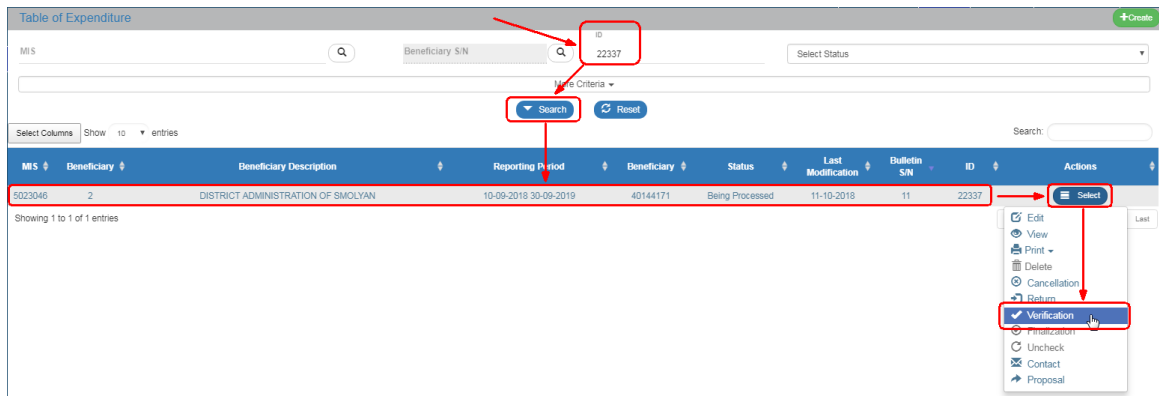 Table of Expenditure
Create
ID
MIS
Beneficiary S/N
22337
Select Status
More Criteria
Search
Reset
Select Columns Show 10 entries
Search:
MIS Beneficiary Beneficiary Description Reporting Period Beneficiary Status Last Modification Bulletin S/N ID Actions
5023046 2 DISTRICT ADMINISTRATION OF SMOLYAN 10-09-2018 30-09-2019 40144171 Being Processed 11-10-2018 11 22337 Select
Showing 1 to 1 of 1 entries
Last
Edit
View
Print
Delete
Cancellation
Return
Verification
Finalization
Uncheck
Contact
Proposal